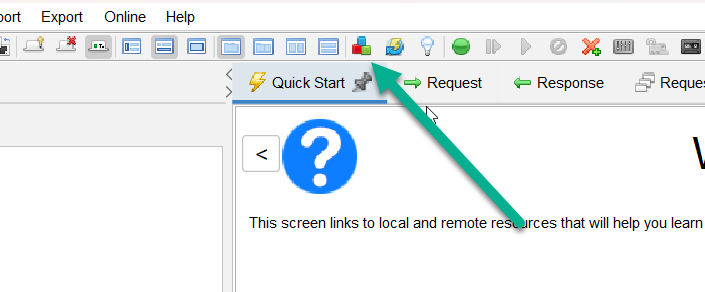 port Export Online Help
Quick Start Request Response Reques
<
This screen links to local and remote resources that will help you learn